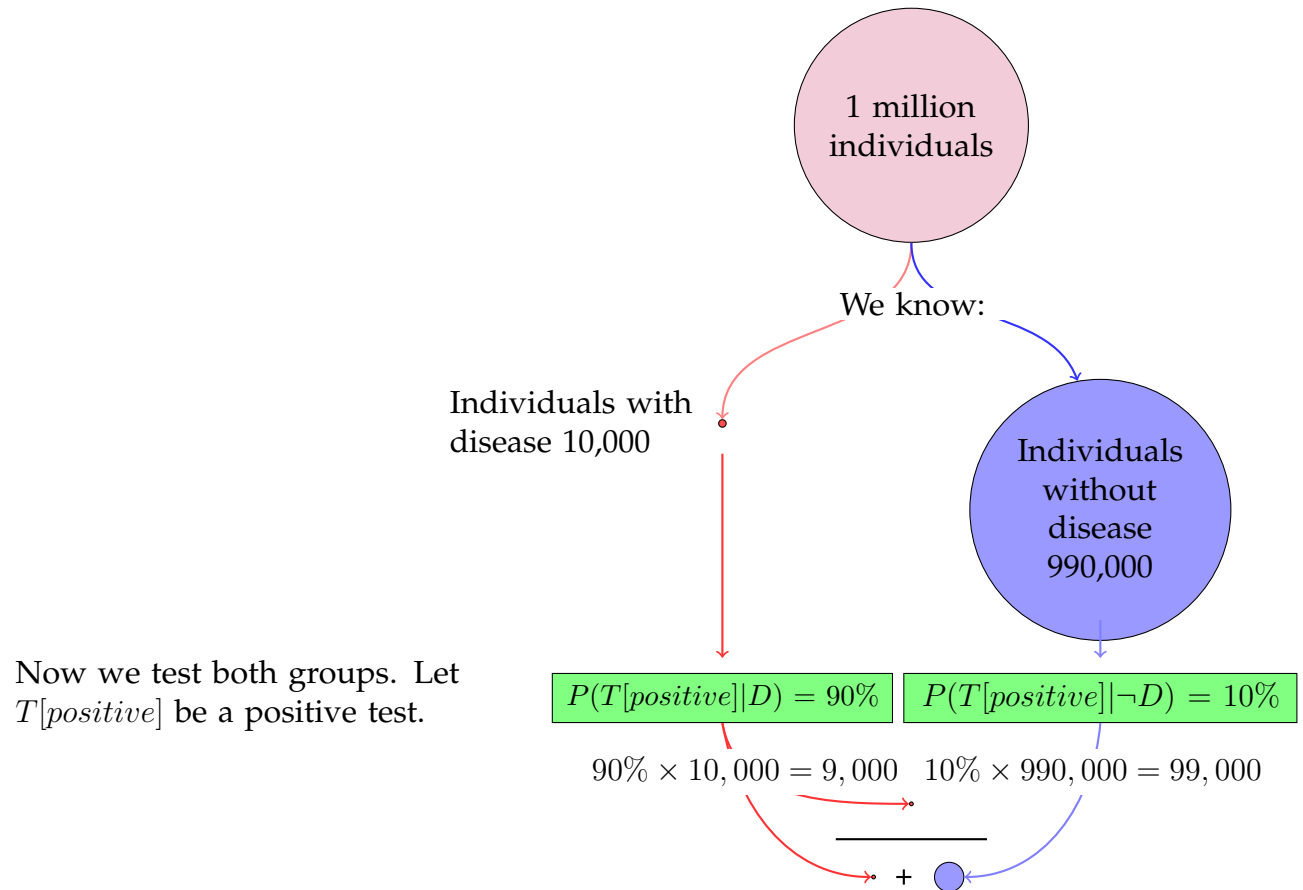 1 million
individuals
We know:
Individuals with
disease 10,000
Individuals
without
disease
990,000
Now we test both groups. Let
T[positive] be a positive test.
P(T[positive]|D) = 90%
P(T[positive]|¬D) = 10%
90% × 10,000 = 9,000
10% × 990,000 = 99,000
+